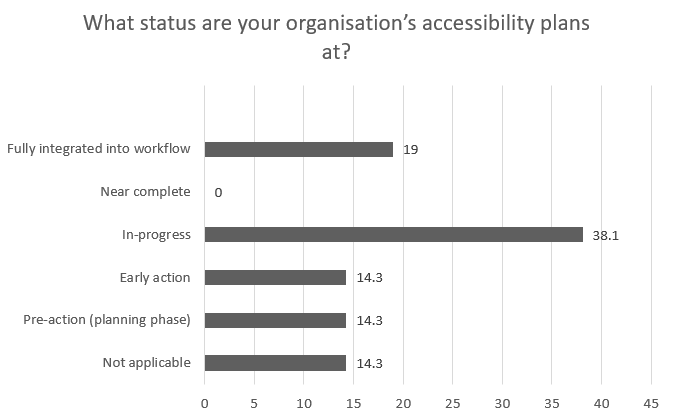 What status are your organisation’s accessibility plans
at?
Fully integrated into workflow 19
Near complete 0
In-progress 38.1
Early action 14.3
Pre-action (planning phase) 14.3
Not applicable 14.3
0 5 10 15 20 25 30 35 40 45